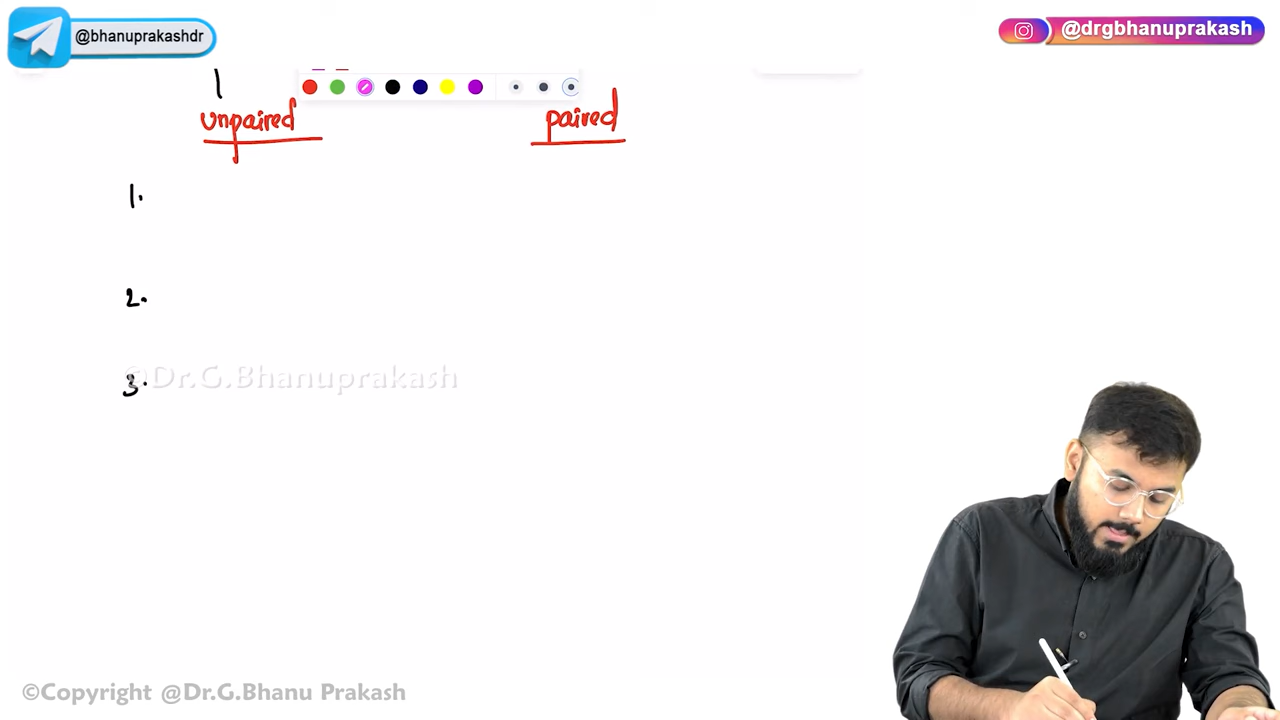 @bhanuprakashdr
@drgbhanuprakash
unpaired paired
1.
2.
3.
©Dr.G.Bhanuprakash
©Copyright @Dr.G.Bhanu Prakash